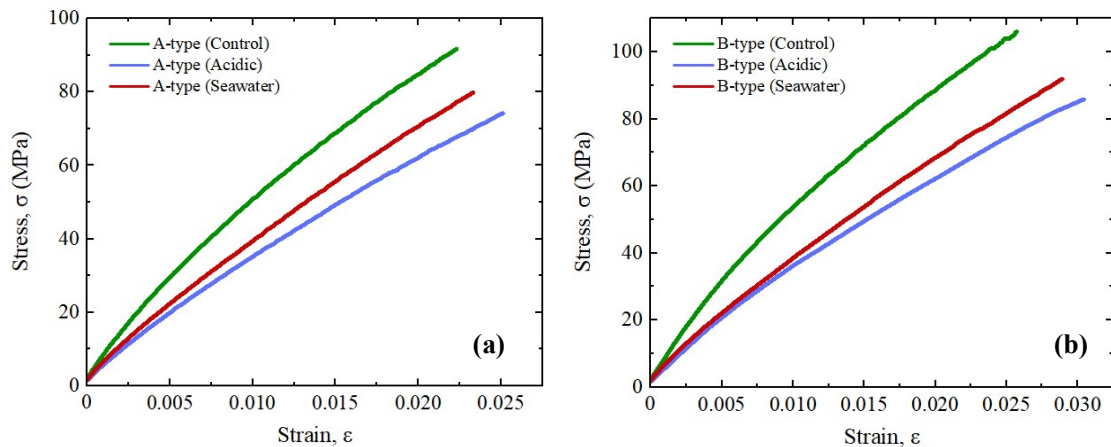 100
80
60
40
20
0
Stress, σ (MPa)
A-type (Control)
A-type (Acidic)
A-type (Seawater)
(a)
0 0.005 0.010 0.015 0.020 0.025
Strain, ε
100
80
60
40
20
0
Stress, σ (MPa)
B-type (Control)
B-type (Acidic)
B-type (Seawater)
(b)
0 0.005 0.010 0.015 0.020 0.025 0.030
Strain, ε